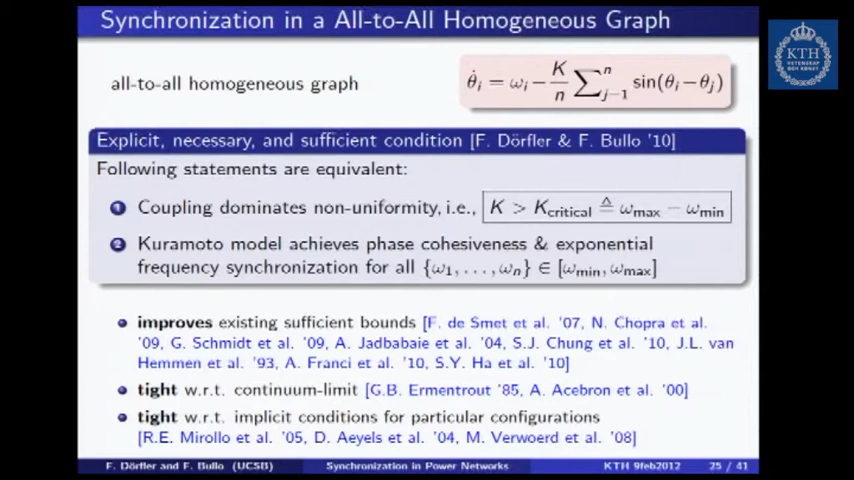 Synchronization in a All-to-All Homogeneous Graph
KTH
VETENSKAP
OCH KONST
all-to-all homogeneous graph
θ̇ᵢ = ωᵢ − K/n ∑ⁿⱼ₋₁ sin(θᵢ−θⱼ)
Explicit, necessary, and sufficient condition [F. Dörfler & F. Bullo '10]
Following statements are equivalent:
1 Coupling dominates non-uniformity, i.e., K > K_critical ≜ ω_max − ω_min
2 Kuramoto model achieves phase cohesiveness & exponential
frequency synchronization for all {ω₁, . . . , ωₙ} ∈ [ω_min, ω_max]
improves existing sufficient bounds [F. de Smet et al. '07, N. Chopra et al.
'09, G. Schmidt et al. '09, A. Jadbabaie et al. '04, S.J. Chung et al. '10, J.L. van
Hemmen et al. '93, A. Franci et al. '10, S.Y. Ha et al. '10]
tight w.r.t. continuum-limit [G.B. Ermentrout '85, A. Acebron et al. '00]
tight w.r.t. implicit conditions for particular configurations
[R.E. Mirollo et al. '05, D. Aeyels et al. '04, M. Verwoerd et al. '08]
F. Dörfler and F. Bullo (UCSB) Synchronization in Power Networks KTH 9feb2012 25 / 41